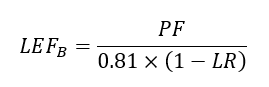 LEF_B = PF / (0.81 × (1 − LR))